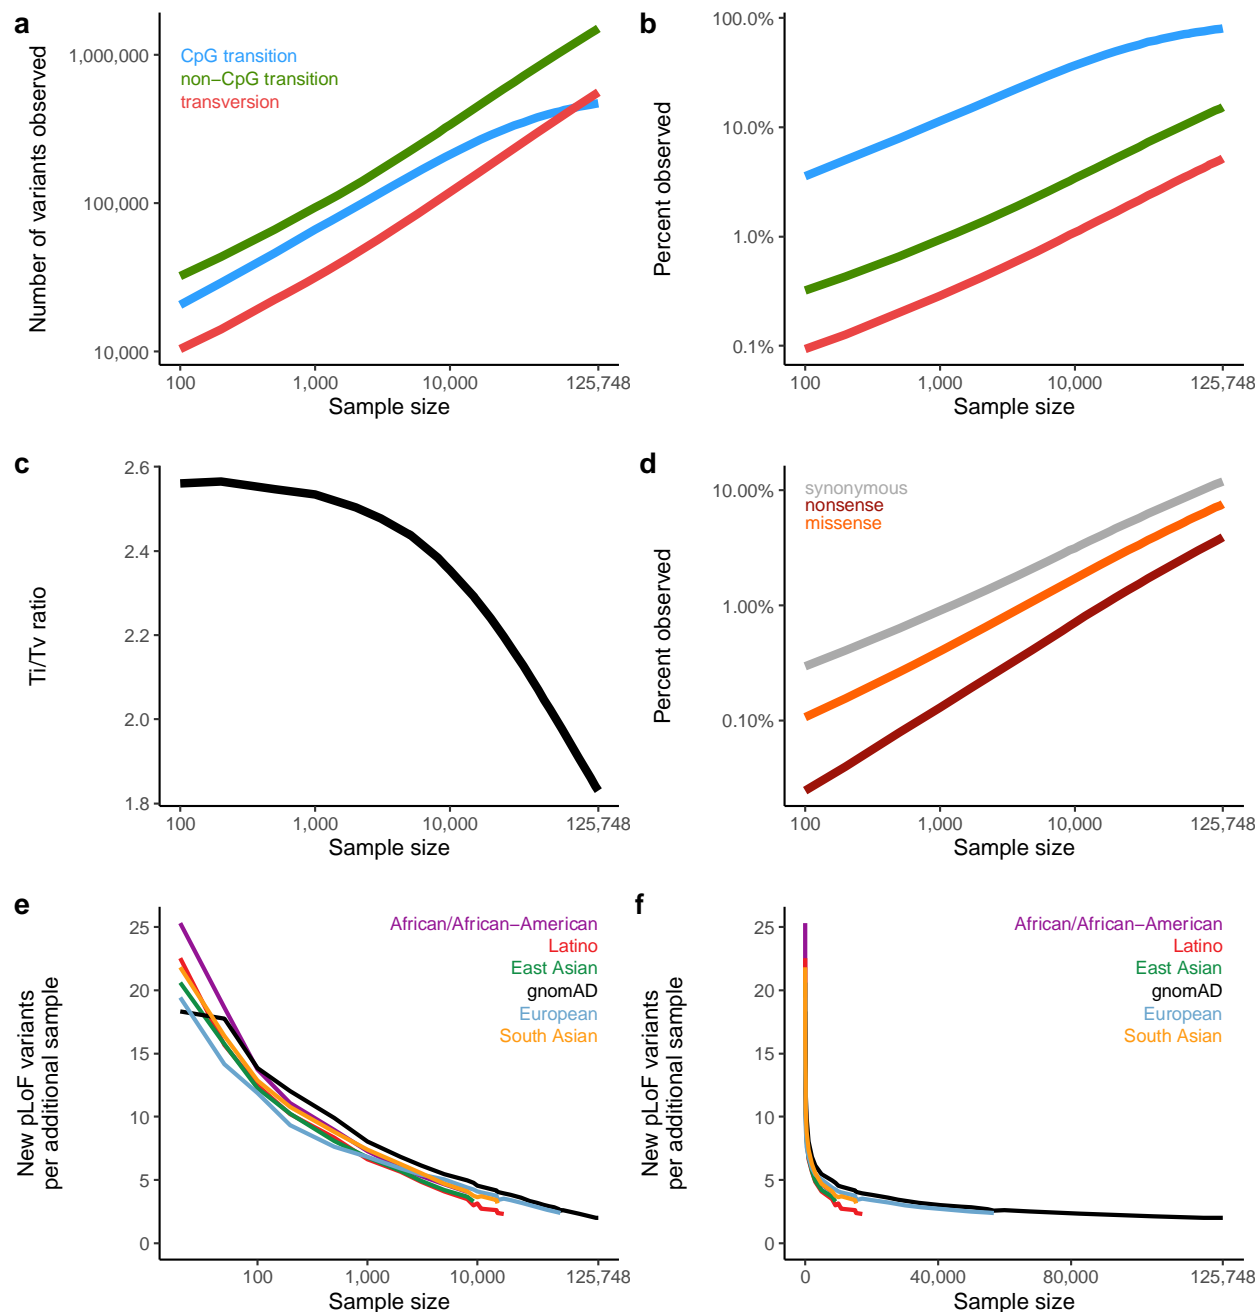 a
Number of variants observed
1,000,000
100,000
10,000
CpG transition
non−CpG transition
transversion
100
1,000
10,000
125,748
Sample size
b
Percent observed
100.0%
10.0%
1.0%
0.1%
100
1,000
10,000
125,748
Sample size
c
Ti/Tv ratio
2.6
2.4
2.2
2.0
1.8
100
1,000
10,000
125,748
Sample size
d
Percent observed
10.00%
1.00%
0.10%
synonymous
nonsense
missense
100
1,000
10,000
125,748
Sample size
e
New pLoF variants
per additional sample
25
20
15
10
5
0
African/African−American
Latino
East Asian
gnomAD
European
South Asian
100
1,000
10,000
125,748
Sample size
f
New pLoF variants
per additional sample
25
20
15
10
5
0
African/African−American
Latino
East Asian
gnomAD
European
South Asian
0
40,000
80,000
125,748
Sample size